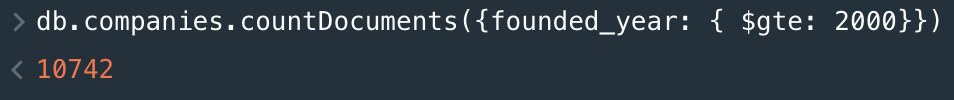 > db.companies.countDocuments({founded_year: { $gte: 2000}})
< 10742